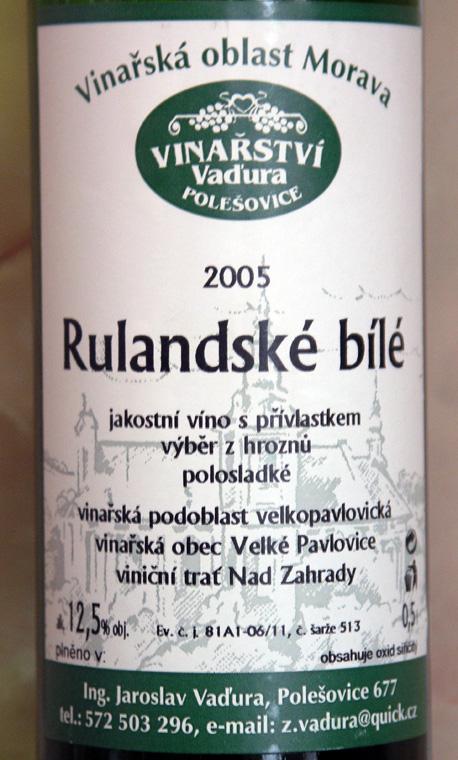 Vinařská oblast Morava
VINAŘSTVÍ
Vaďura
POLEŠOVICE
2005
Rulandské bílé
jakostní víno s přívlastkem
výběr z hroznů
polosladké
vinařská podoblast velkopavlovická
vinařská obec Velké Pavlovice
viniční trať Nad Zahrady
12,5% obj. Ev. č. j. 81A1-06/11, č. šarže 513 0,5
plněno v: obsahuje oxid siřičitý
Ing. Jaroslav Vaďura, Polešovice 677
tel.: 572 503 296, e-mail: z.vadura@quick.cz